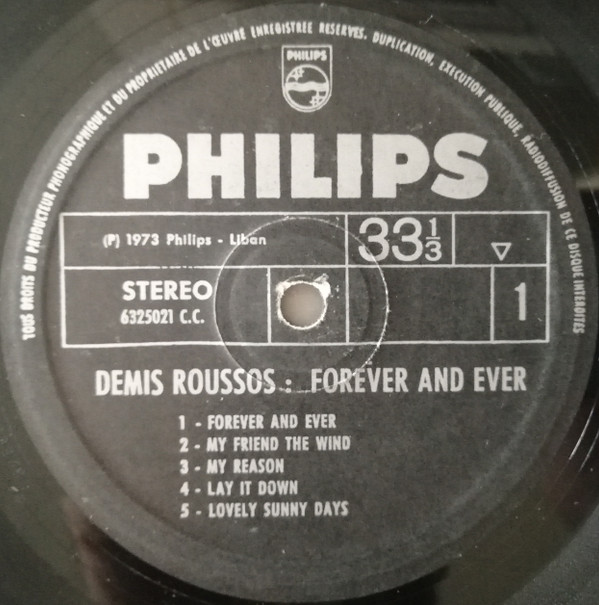 TOUS DROITS DU PRODUCTEUR PHONOGRAPHIQUE ET DU PROPRIETAIRE DE L'ŒUVRE ENREGISTREE RESERVES. DUPLICATION, EXECUTION PUBLIQUE, RADIODIFFUSION DE CE DISQUE INTERDITES
PHILIPS
PHILIPS
(P) 1973 Philips - Liban
33 1/3
STEREO
6325021 C.C.
1
DEMIS ROUSSOS : FOREVER AND EVER
1 - FOREVER AND EVER
2 - MY FRIEND THE WIND
3 - MY REASON
4 - LAY IT DOWN
5 - LOVELY SUNNY DAYS